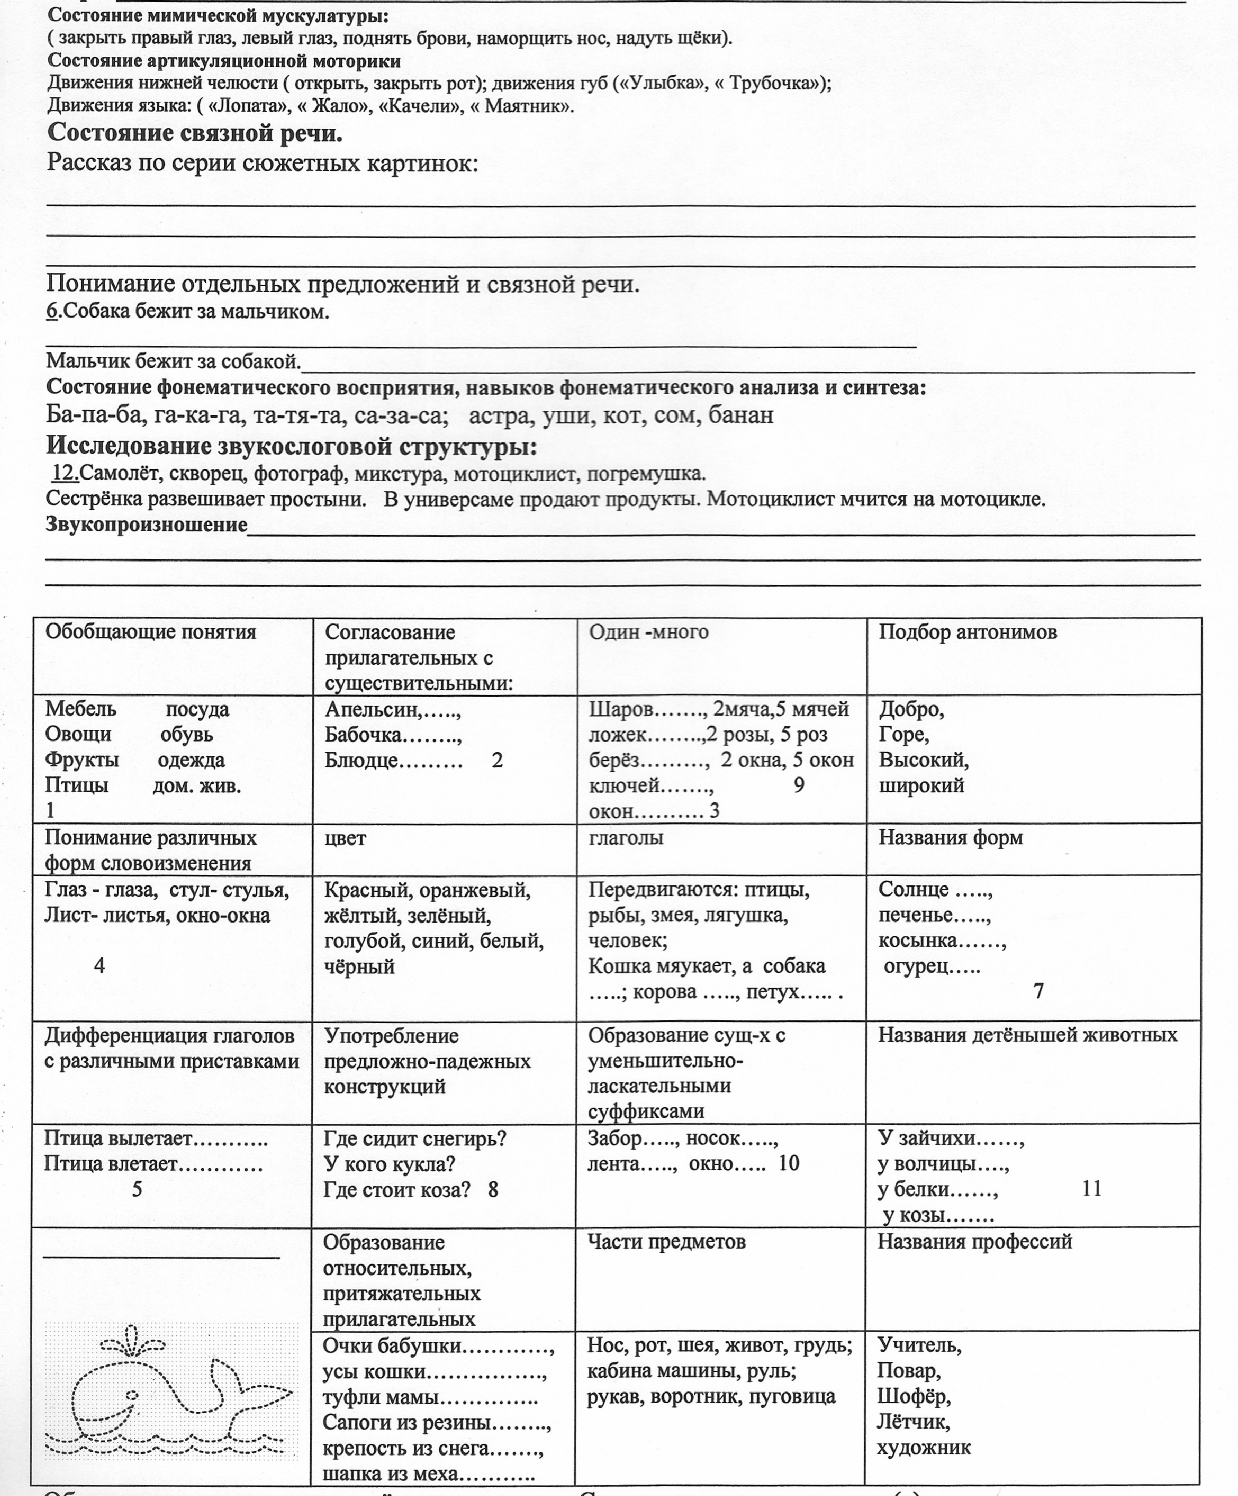 Состояние мимической мускулатуры:
( закрыть правый глаз, левый глаз, поднять брови, наморщить нос, надуть щёки).
Состояние артикуляционной моторики
Движения нижней челюсти ( открыть, закрыть рот); движения губ («Улыбка», « Трубочка»);
Движения языка: ( «Лопата», « Жало», «Качели», « Маятник».
Состояние связной речи.
Рассказ по серии сюжетных картинок:
Понимание отдельных предложений и связной речи.
6.Собака бежит за мальчиком.
Мальчик бежит за собакой.
Состояние фонематического восприятия, навыков фонематического анализа и синтеза:
Ба-па-ба, га-ка-га, та-тя-та, са-за-са; астра, уши, кот, сом, банан
Исследование звукослоговой структуры:
12.Самолёт, скворец, фотограф, микстура, мотоциклист, погремушка.
Сестрёнка развешивает простыни. В универсаме продают продукты. Мотоциклист мчится на мотоцикле.
Звукопроизношение
Обобщающие понятия
Согласование
прилагательных с
существительными:
Один -много
Подбор антонимов
Мебель посуда
Овощи обувь
Фрукты одежда
Птицы дом. жив.
1
Апельсин,.....,
Бабочка........,
Блюдце......... 2
Шаров......., 2мяча,5 мячей
ложек........,2 розы, 5 роз
берёз........., 2 окна, 5 окон
ключей......., 9
окон.......... 3
Добро,
Горе,
Высокий,
широкий
Понимание различных
форм словоизменения
цвет
глаголы
Названия форм
Глаз - глаза, стул- стулья,
Лист- листья, окно-окна
4
Красный, оранжевый,
жёлтый, зелёный,
голубой, синий, белый,
чёрный
Передвигаются: птицы,
рыбы, змея, лягушка,
человек;
Кошка мяукает, а собака
.....; корова ....., петух..... .
Солнце .....,
печенье.....,
косынка......,
огурец.....
7
Дифференциация глаголов
с различными приставками
Употребление
предложно-падежных
конструкций
Образование сущ-х с
уменьшительно-
ласкательными
суффиксами
Названия детёнышей животных
Птица вылетает...........
Птица влетает............
5
Где сидит снегирь?
У кого кукла?
Где стоит коза? 8
Забор....., носок.....,
лента....., окно..... 10
У зайчихи......,
у волчицы....,
у белки......, 11
у козы.......
Образование
относительных,
притяжательных
прилагательных
Части предметов
Названия профессий
Очки бабушки............,
усы кошки................,
туфли мамы..............
Сапоги из резины........,
крепость из снега.......,
шапка из меха...........
Нос, рот, шея, живот, грудь;
кабина машины, руль;
рукав, воротник, пуговица
Учитель,
Повар,
Шофёр,
Лётчик,
художник